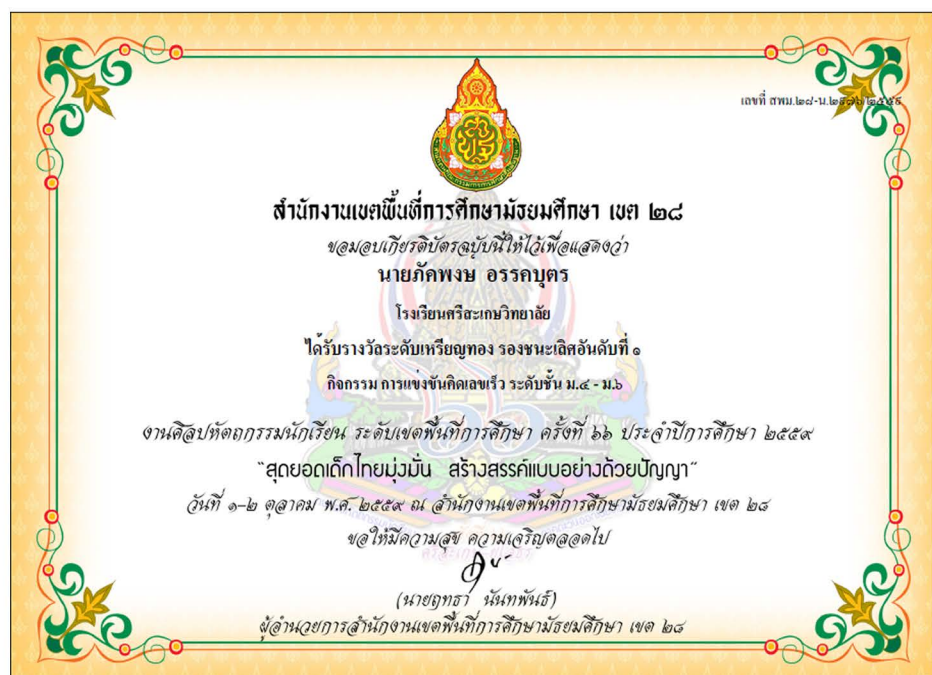 เลขที่ สพม.๒๘-น.๒๙๗๖/๒๕๕๙
สำนักงานเขตพื้นที่การศึกษามัธยมศึกษา เขต ๒๘
ขอมอบเกียรติบัตรฉบับนี้ให้ไว้เพื่อแสดงว่า
นายภัคพงษ อรรคบุตร
โรงเรียนศรีสะเกษวิทยาลัย
ได้รับรางวัลระดับเหรียญทอง รองชนะเลิศอันดับที่ ๑
กิจกรรม การแข่งขันคิดเลขเร็ว ระดับชั้น ม.๔ - ม.๖
งานศิลปหัตถกรรมนักเรียน ระดับเขตพื้นที่การศึกษา ครั้งที่ ๖๖ ประจำปีการศึกษา ๒๕๕๙
“สุดยอดเด็กไทยมุ่งมั่น สร้างสรรค์แบบอย่างด้วยปัญญา”
วันที่ ๑-๒ ตุลาคม พ.ศ. ๒๕๕๙ ณ สำนักงานเขตพื้นที่การศึกษามัธยมศึกษา เขต ๒๘
ขอให้มีความสุข ความเจริญตลอดไป
(นายฤทธา นันทพันธ์)
ผู้อำนวยการสำนักงานเขตพื้นที่การศึกษามัธยมศึกษา เขต ๒๘